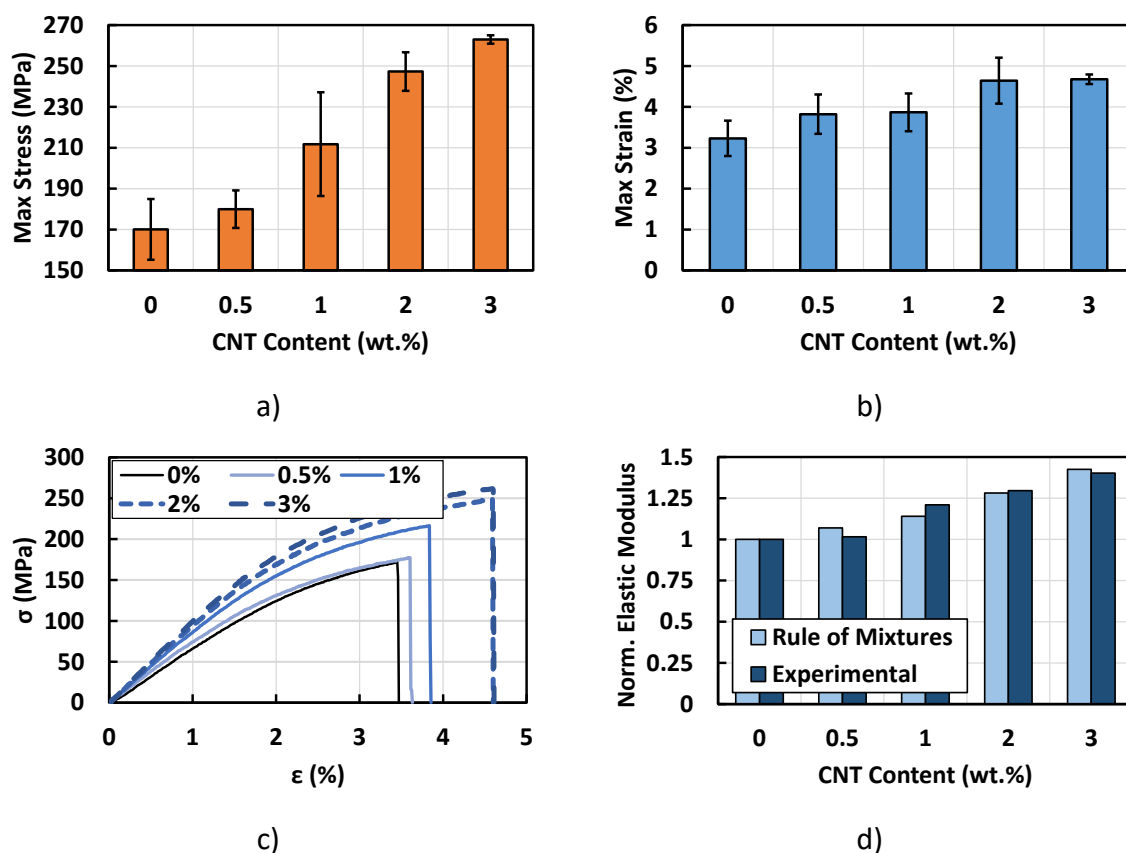 270
250
230
210
190
170
150
Max Stress (MPa)
0 0.5 1 2 3
CNT Content (wt.%)
a)
6
5
4
3
2
1
0
Max Strain (%)
0 0.5 1 2 3
CNT Content (wt.%)
b)
300
250
200
150
100
50
0
σ (MPa)
0% 0.5% 1%
2% 3%
0 1 2 3 4 5
ε (%)
c)
1.5
1.25
1
0.75
0.5
0.25
0
Norm. Elastic Modulus
Rule of Mixtures
Experimental
0 0.5 1 2 3
CNT Content (wt.%)
d)